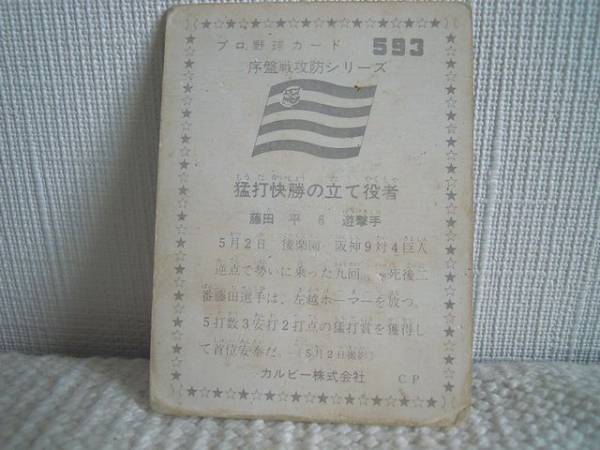 プロ野球カード 593
序盤戦攻防シリーズ
猛打快勝の立て役者
藤田 平 6 遊撃手
5月2日 後楽園 阪神9対4巨人
逆点で勢いに乗った九回、一死後二
番藤田選手は、左越ホーマーを放つ。
5打数3安打2打点の猛打賞を獲得し
て首位安泰だ。(5月2日撮影)
カルビー株式会社 CP